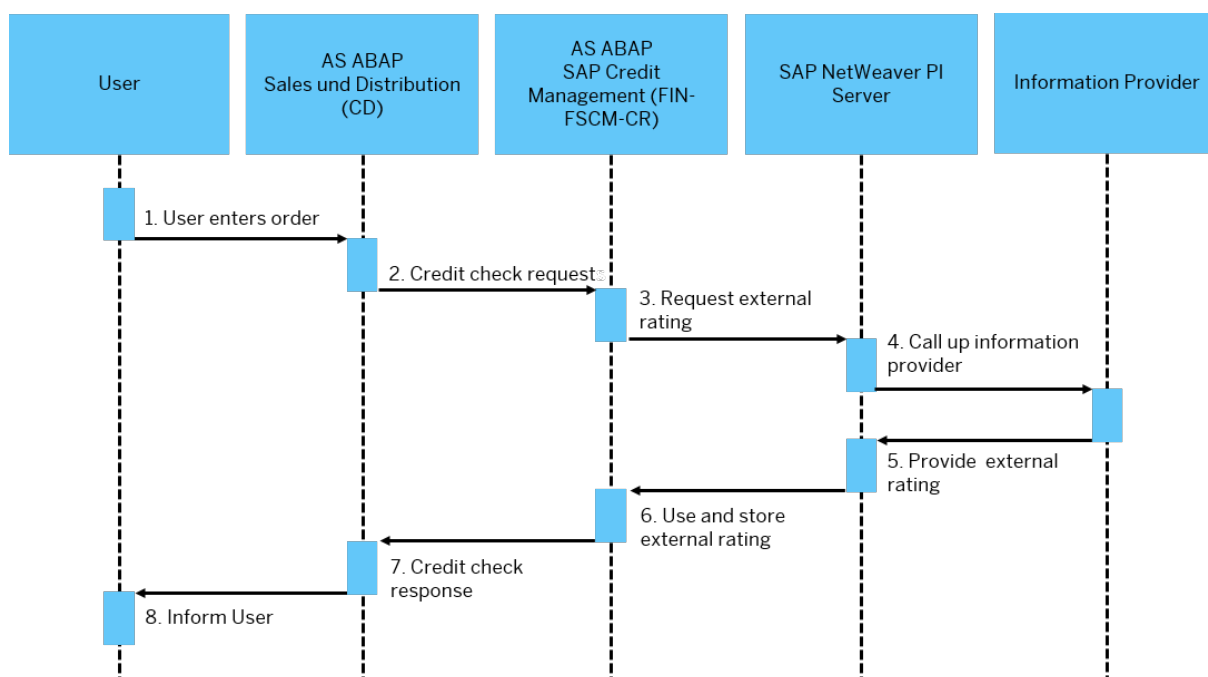 User
AS ABAP
Sales und Distribution
(CD)
AS ABAP
SAP Credit
Management (FIN-
FSCM-CR)
SAP NetWeaver PI
Server
Information Provider
1. User enters order
2. Credit check request
3. Request external
rating
4. Call up information
provider
5. Provide  external
rating
6. Use and store
external rating
7. Credit check
response
8. Inform User